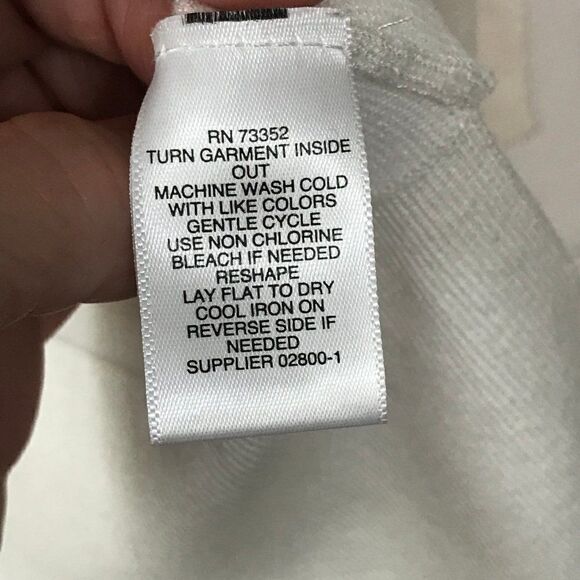 RN 73352
TURN GARMENT INSIDE
OUT
MACHINE WASH COLD
WITH LIKE COLORS
GENTLE CYCLE
USE NON CHLORINE
BLEACH IF NEEDED
RESHAPE
LAY FLAT TO DRY
COOL IRON ON
REVERSE SIDE IF
NEEDED
SUPPLIER 02800-1